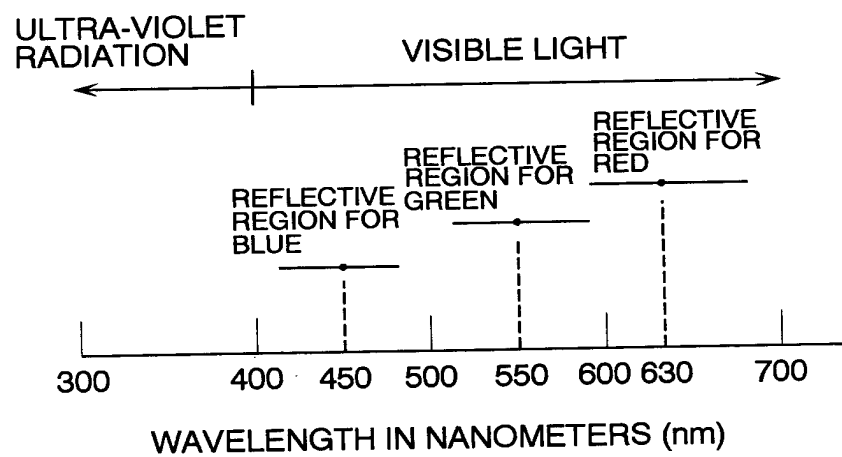 ULTRA-VIOLET
RADIATION
VISIBLE LIGHT
REFLECTIVE
REGION FOR
BLUE
REFLECTIVE
REGION FOR
GREEN
REFLECTIVE
REGION FOR
RED
300 400 450 500 550 600 630 700
WAVELENGTH IN NANOMETERS (nm)